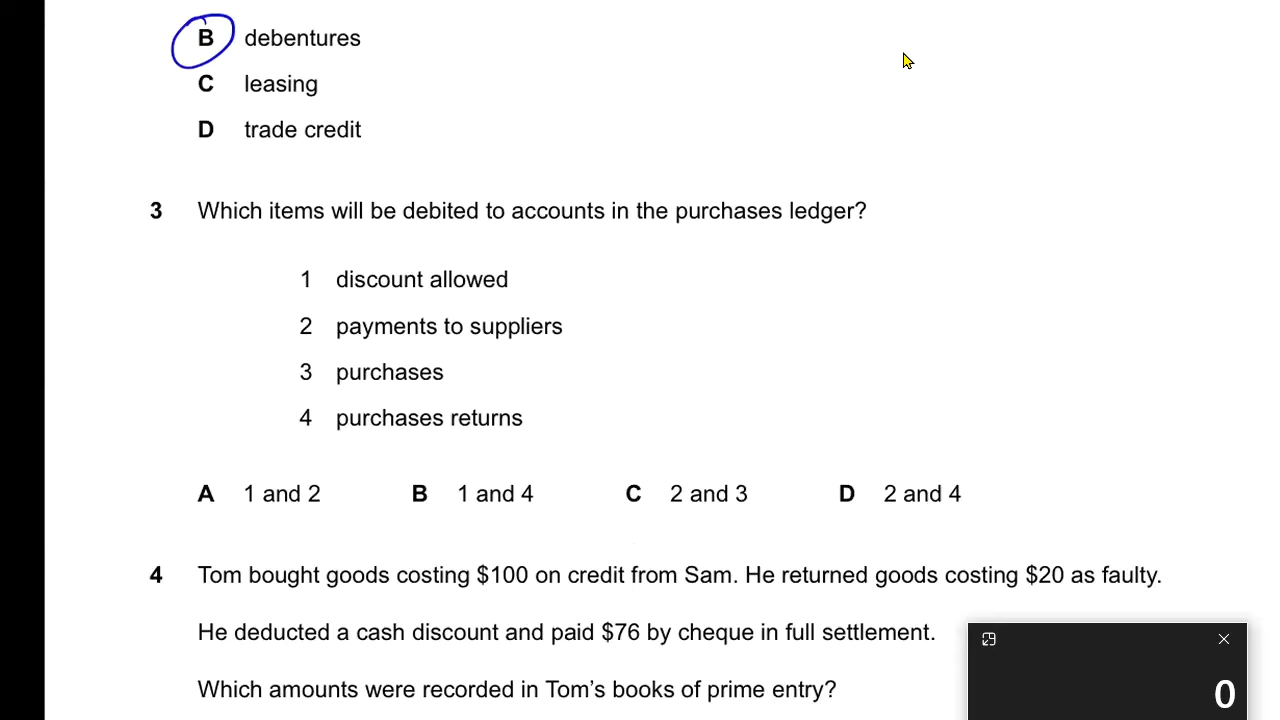 B debentures
C leasing
D trade credit
3 Which items will be debited to accounts in the purchases ledger?
1 discount allowed
2 payments to suppliers
3 purchases
4 purchases returns
A 1 and 2 B 1 and 4 C 2 and 3 D 2 and 4
4 Tom bought goods costing $100 on credit from Sam. He returned goods costing $20 as faulty.
He deducted a cash discount and paid $76 by cheque in full settlement.
Which amounts were recorded in Tom’s books of prime entry?
0